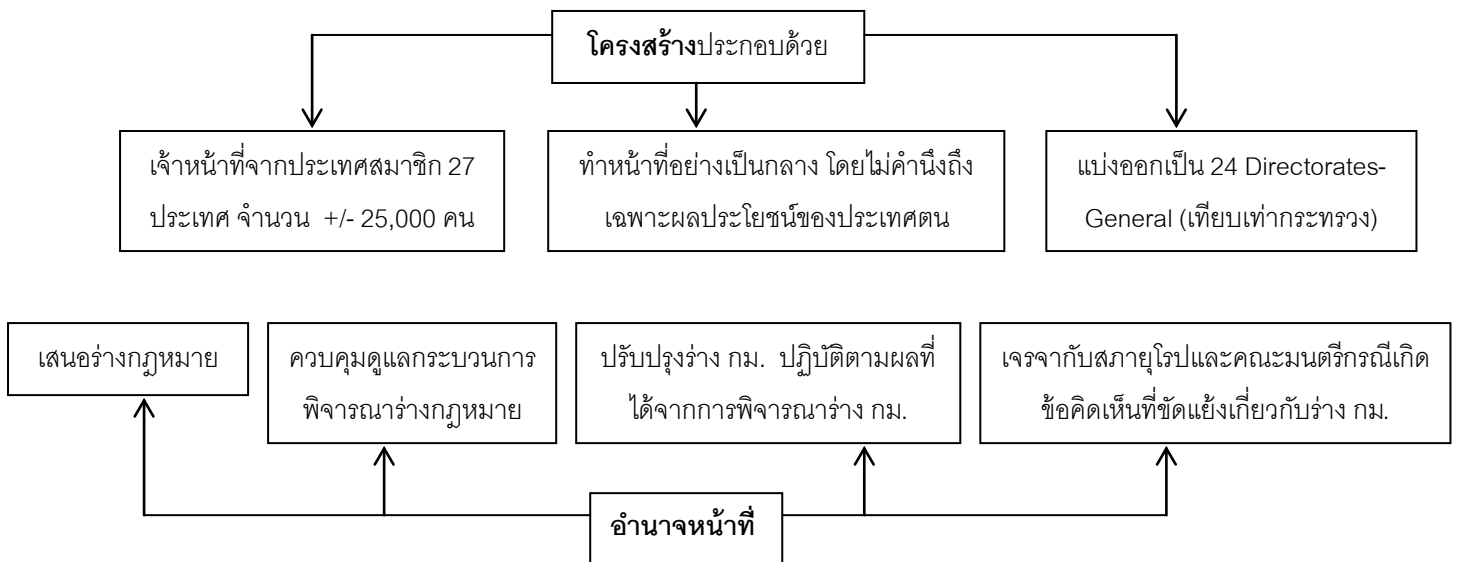 โครงสร้างประกอบด้วย
เจ้าหน้าที่จากประเทศสมาชิก 27
ประเทศ จำนวน +/- 25,000 คน
ทำหน้าที่อย่างเป็นกลาง โดยไม่คำนึงถึง
เฉพาะผลประโยชน์ของประเทศตน
แบ่งออกเป็น 24 Directorates-
General (เทียบเท่ากระทรวง)
เสนอร่างกฎหมาย
ควบคุมดูแลกระบวนการ
พิจารณาร่างกฎหมาย
ปรับปรุงร่าง กม. ปฏิบัติตามผลที่
ได้จากการพิจารณาร่าง กม.
เจรจากับสภายุโรปและคณะมนตรีกรณีเกิด
ข้อคิดเห็นที่ขัดแย้งเกี่ยวกับร่าง กม.
อำนาจหน้าที่